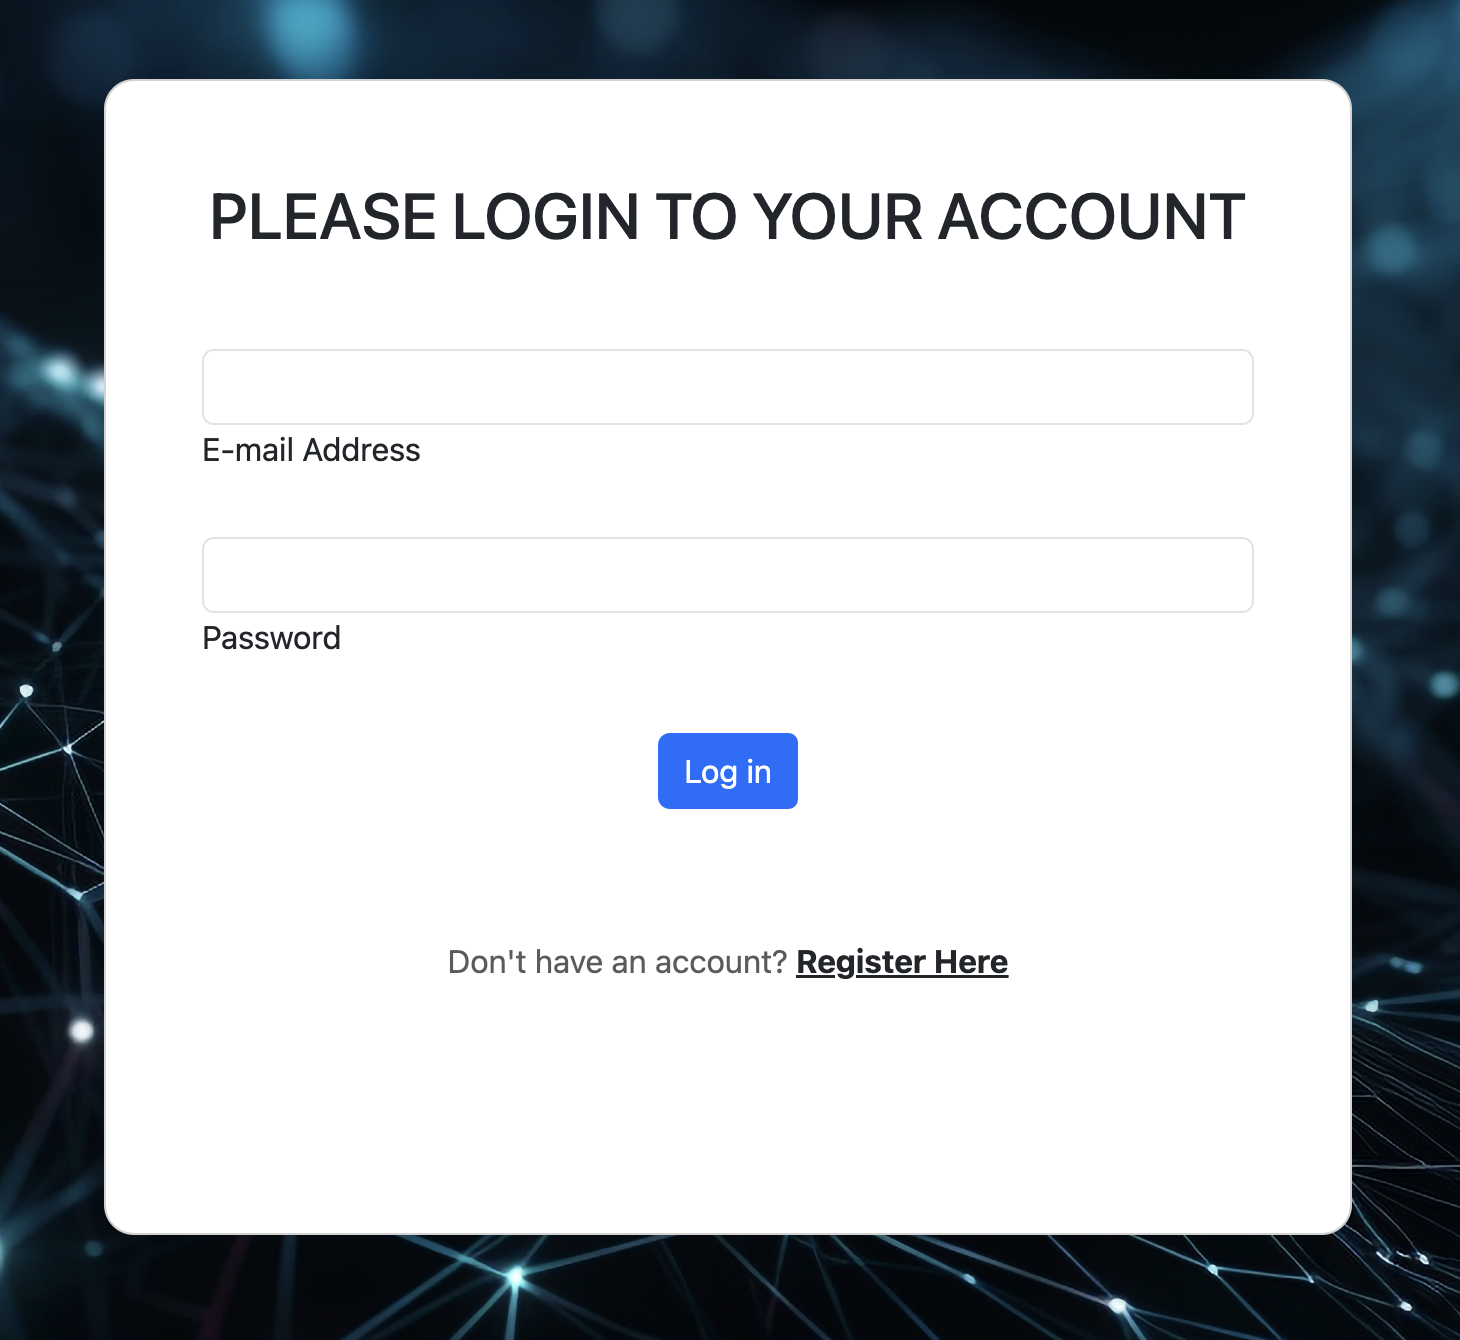 PLEASE LOGIN TO YOUR ACCOUNT
E-mail Address
Password
Log in
Don't have an account? Register Here